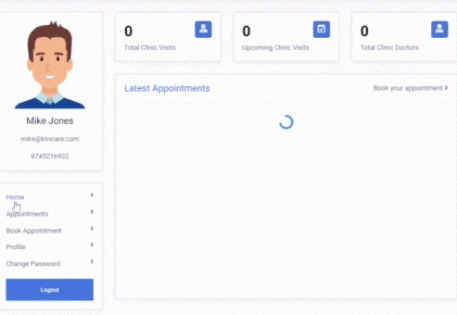 Mike Jones
mike@kivicare.com
8745216932
Home
Appointments
Book Appointment
Profile
Change Password
Logout
0
Total Clinic Visits
0
Upcoming Clinic Visits
0
Total Clinic Doctors
Latest Appointments
Book your appointment